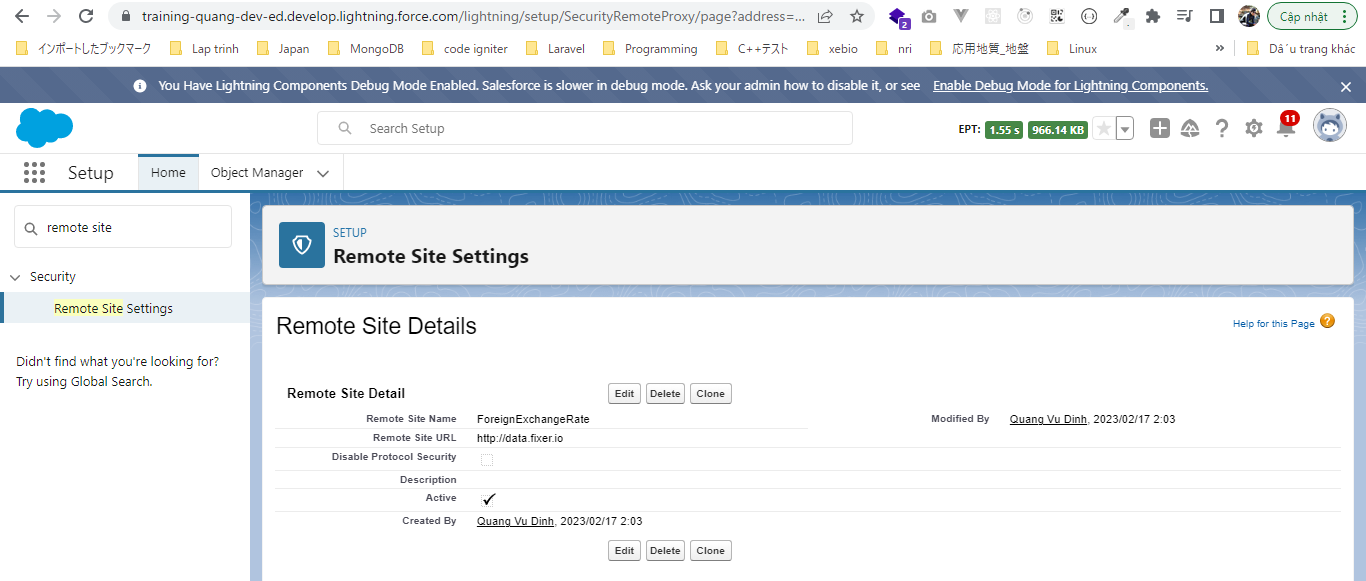 training-quang-dev-ed.develop.lightning.force.com/lightning/setup/SecurityRemoteProxy/page?address=...
2
Cập nhật
インポートしたブックマーク
Lap trinh
Japan
MongoDB
code igniter
Laravel
Programming
C++テスト
xebio
nri
応用地質_地盤
Linux
»
Dấu trang khác
You Have Lightning Components Debug Mode Enabled. Salesforce is slower in debug mode. Ask your admin how to disable it, or see Enable Debug Mode for Lightning Components.
Search Setup
EPT: 1.55 s 966.14 KB
11
Setup
Home
Object Manager
remote site
Security
Remote Site Settings
Didn't find what you're looking for?
Try using Global Search.
SETUP
Remote Site Settings
Remote Site Details
Help for this Page ?
Remote Site Detail
Edit Delete Clone
Remote Site Name ForeignExchangeRate
Modified By Quang Vu Dinh, 2023/02/17 2:03
Remote Site URL http://data.fixer.io
Disable Protocol Security
Description
Active
Created By Quang Vu Dinh, 2023/02/17 2:03
Edit Delete Clone